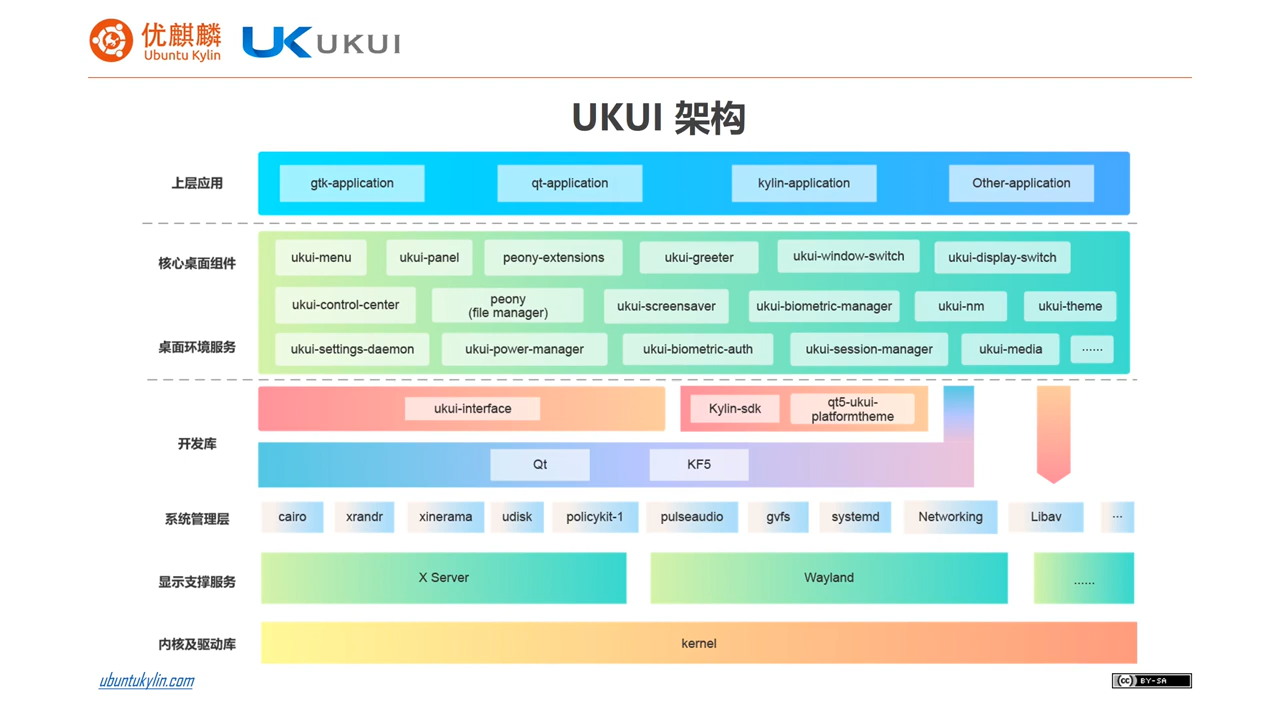 优麒麟
Ubuntu Kylin
UK UKUI
UKUI 架构
上层应用
gtk-application
qt-application
kylin-application
Other-application
核心桌面组件
ukui-menu
ukui-panel
peony-extensions
ukui-greeter
ukui-window-switch
ukui-display-switch
ukui-control-center
peony
(file manager)
ukui-screensaver
ukui-biometric-manager
ukui-nm
ukui-theme
桌面环境服务
ukui-settings-daemon
ukui-power-manager
ukui-biometric-auth
ukui-session-manager
ukui-media
......
开发库
ukui-interface
Kylin-sdk
qt5-ukui-
platformtheme
Qt
KF5
系统管理层
cairo
xrandr
xinerama
udisk
policykit-1
pulseaudio
gvfs
systemd
Networking
Libav
...
显示支撑服务
X Server
Wayland
......
内核及驱动库
kernel
ubuntukylin.com
cc BY-SA